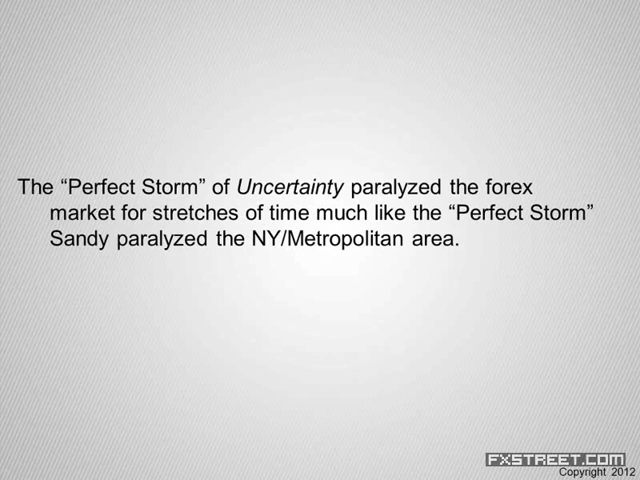 The “Perfect Storm” of Uncertainty paralyzed the forex
market for stretches of time much like the “Perfect Storm”
Sandy paralyzed the NY/Metropolitan area.
FXSTREET.COM
Copyright 2012